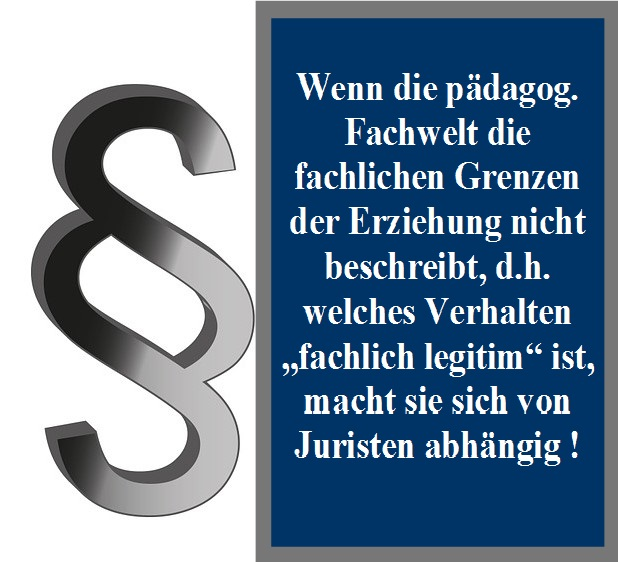 §
Wenn die pädagog.
Fachwelt die
fachlichen Grenzen
der Erziehung nicht
beschreibt, d.h.
welches Verhalten
„fachlich legitim“ ist,
macht sie sich von
Juristen abhängig !